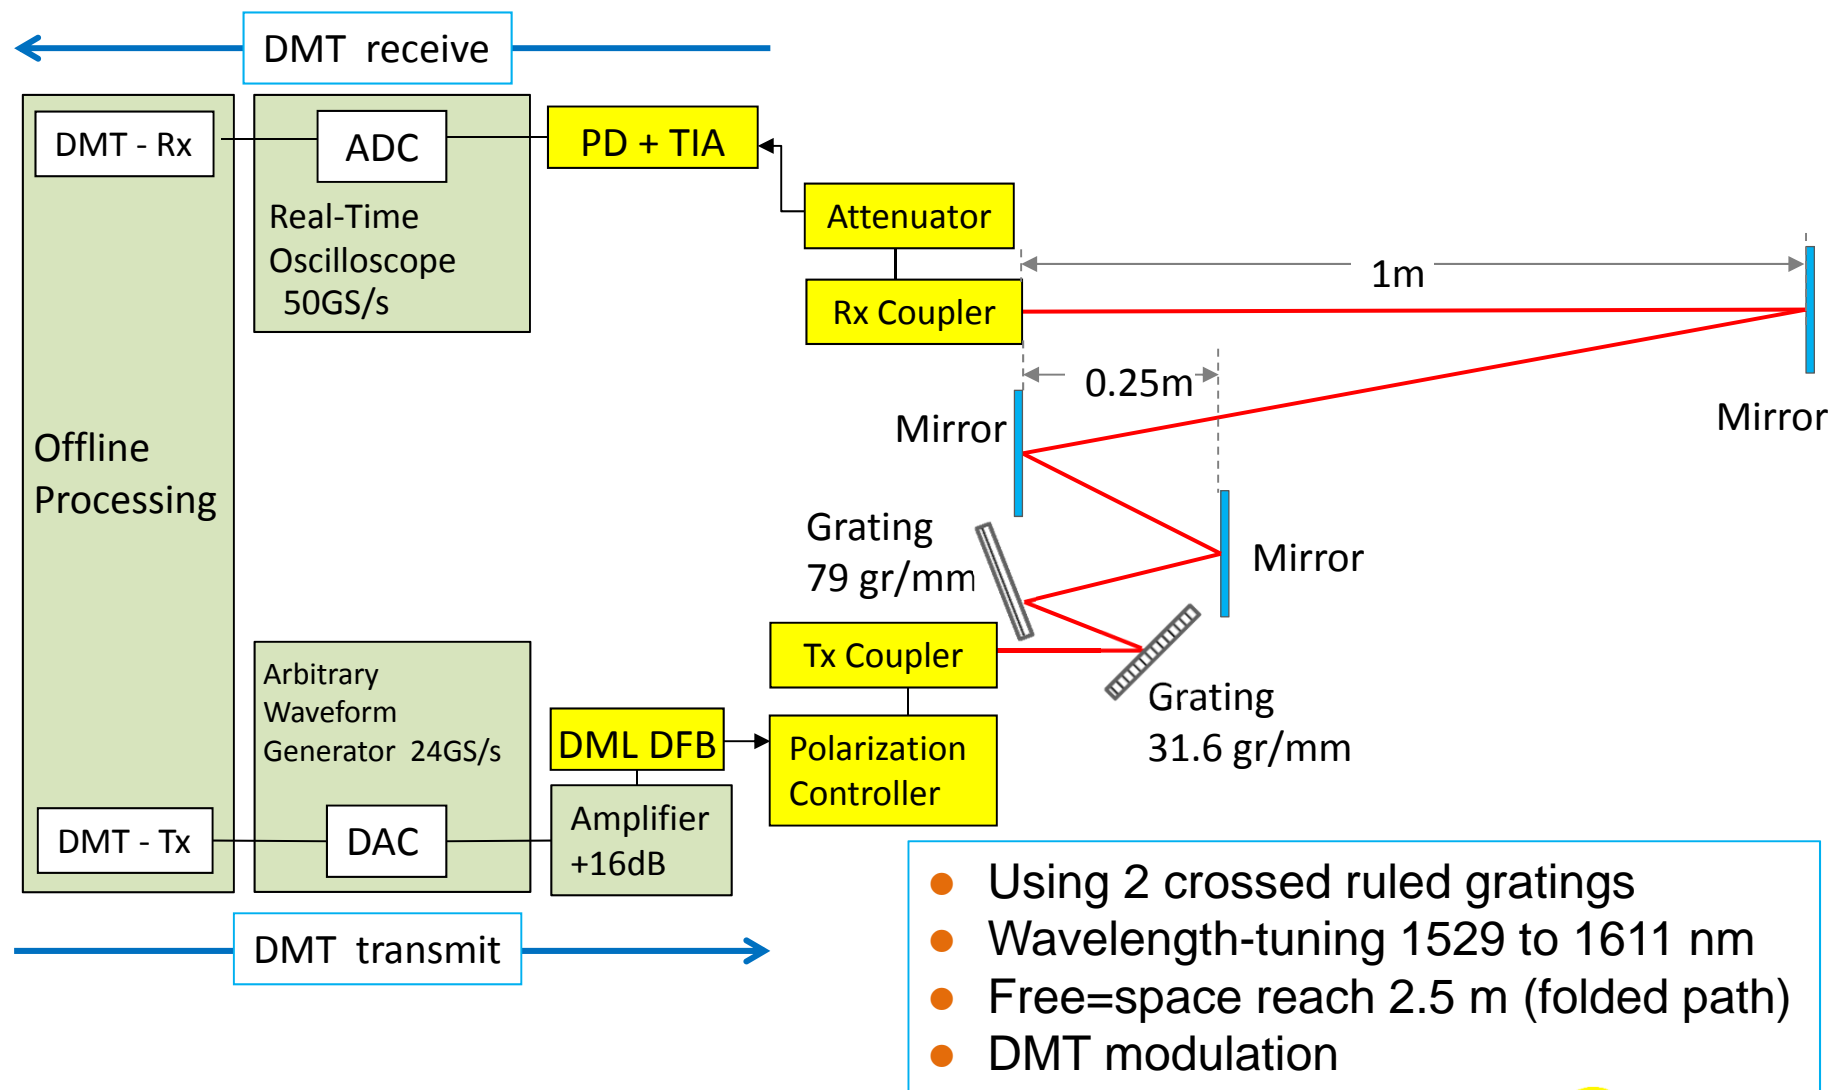 DMT receive
DMT - Rx
ADC
PD + TIA
Real-Time
Oscilloscope
50GS/s
Attenuator
Rx Coupler
1m
0.25m
Mirror
Mirror
Offline
Processing
Grating
79 gr/mm
Mirror
Tx Coupler
Arbitrary
Waveform
Generator 24GS/s
Grating
31.6 gr/mm
DML DFB
Polarization
Controller
Amplifier
+16dB
DMT - Tx
DAC
DMT transmit
● Using 2 crossed ruled gratings
● Wavelength-tuning 1529 to 1611 nm
● Free=space reach 2.5 m (folded path)
● DMT modulation